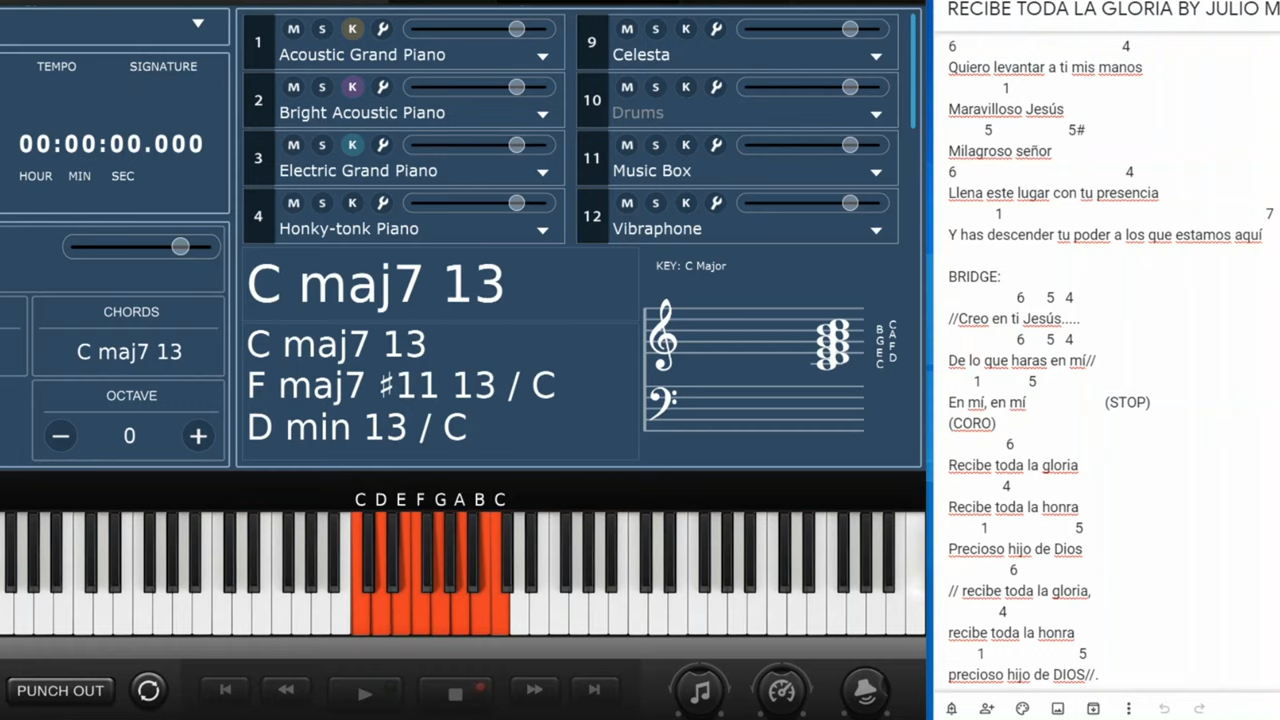 TEMPO SIGNATURE
00:00:00.000
HOUR MIN SEC
CHORDS
C maj7 13
OCTAVE
− 0 +
1 M S K
Acoustic Grand Piano
2 M S K
Bright Acoustic Piano
3 M S K
Electric Grand Piano
4 M S K
Honky-tonk Piano
9 M S K
Celesta
10 M S K
Drums
11 M S K
Music Box
12 M S K
Vibraphone
C maj7 13
C maj7 13
F maj7 ♯11 13 / C
D min 13 / C
KEY: C Major
B C
G A
E F
C D
C D E F G A B C
PUNCH OUT
RECIBE TODA LA GLORIA BY JULIO M
6 4
Quiero levantar a ti mis manos
1
Maravilloso Jesús
5 5#
Milagroso señor
6 4
Llena este lugar con tu presencia
1 7
Y has descender tu poder a los que estamos aquí
BRIDGE:
6 5 4
//Creo en ti Jesús.....
6 5 4
De lo que haras en mí//
1 5
En mí, en mí (STOP)
(CORO)
6
Recibe toda la gloria
4
Recibe toda la honra
1 5
Precioso hijo de Dios
6
// recibe toda la gloria,
4
recibe toda la honra
1 5
precioso hijo de DIOS//.